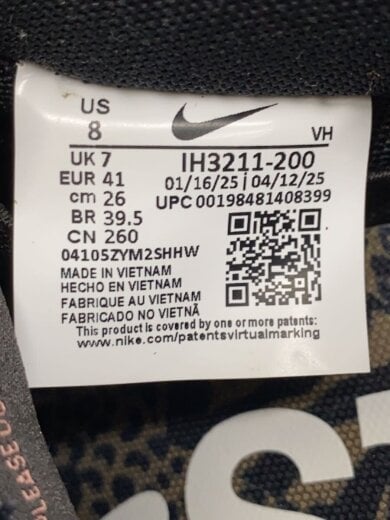 US
8
VH
UK 7
EUR 41
cm 26
BR 39.5
CN 260
IH3211-200
01/16/25 | 04/12/25
UPC 00198481408399
04105ZYM2SHHW
MADE IN VIETNAM
HECHO EN VIETNAM
FABRIQUE AU VIETNAM
FABRICADO NO VIETNÃ
This product is covered by one or more patents:
www.nike.com/patentsvirtualmarking
PLEASE D
ST